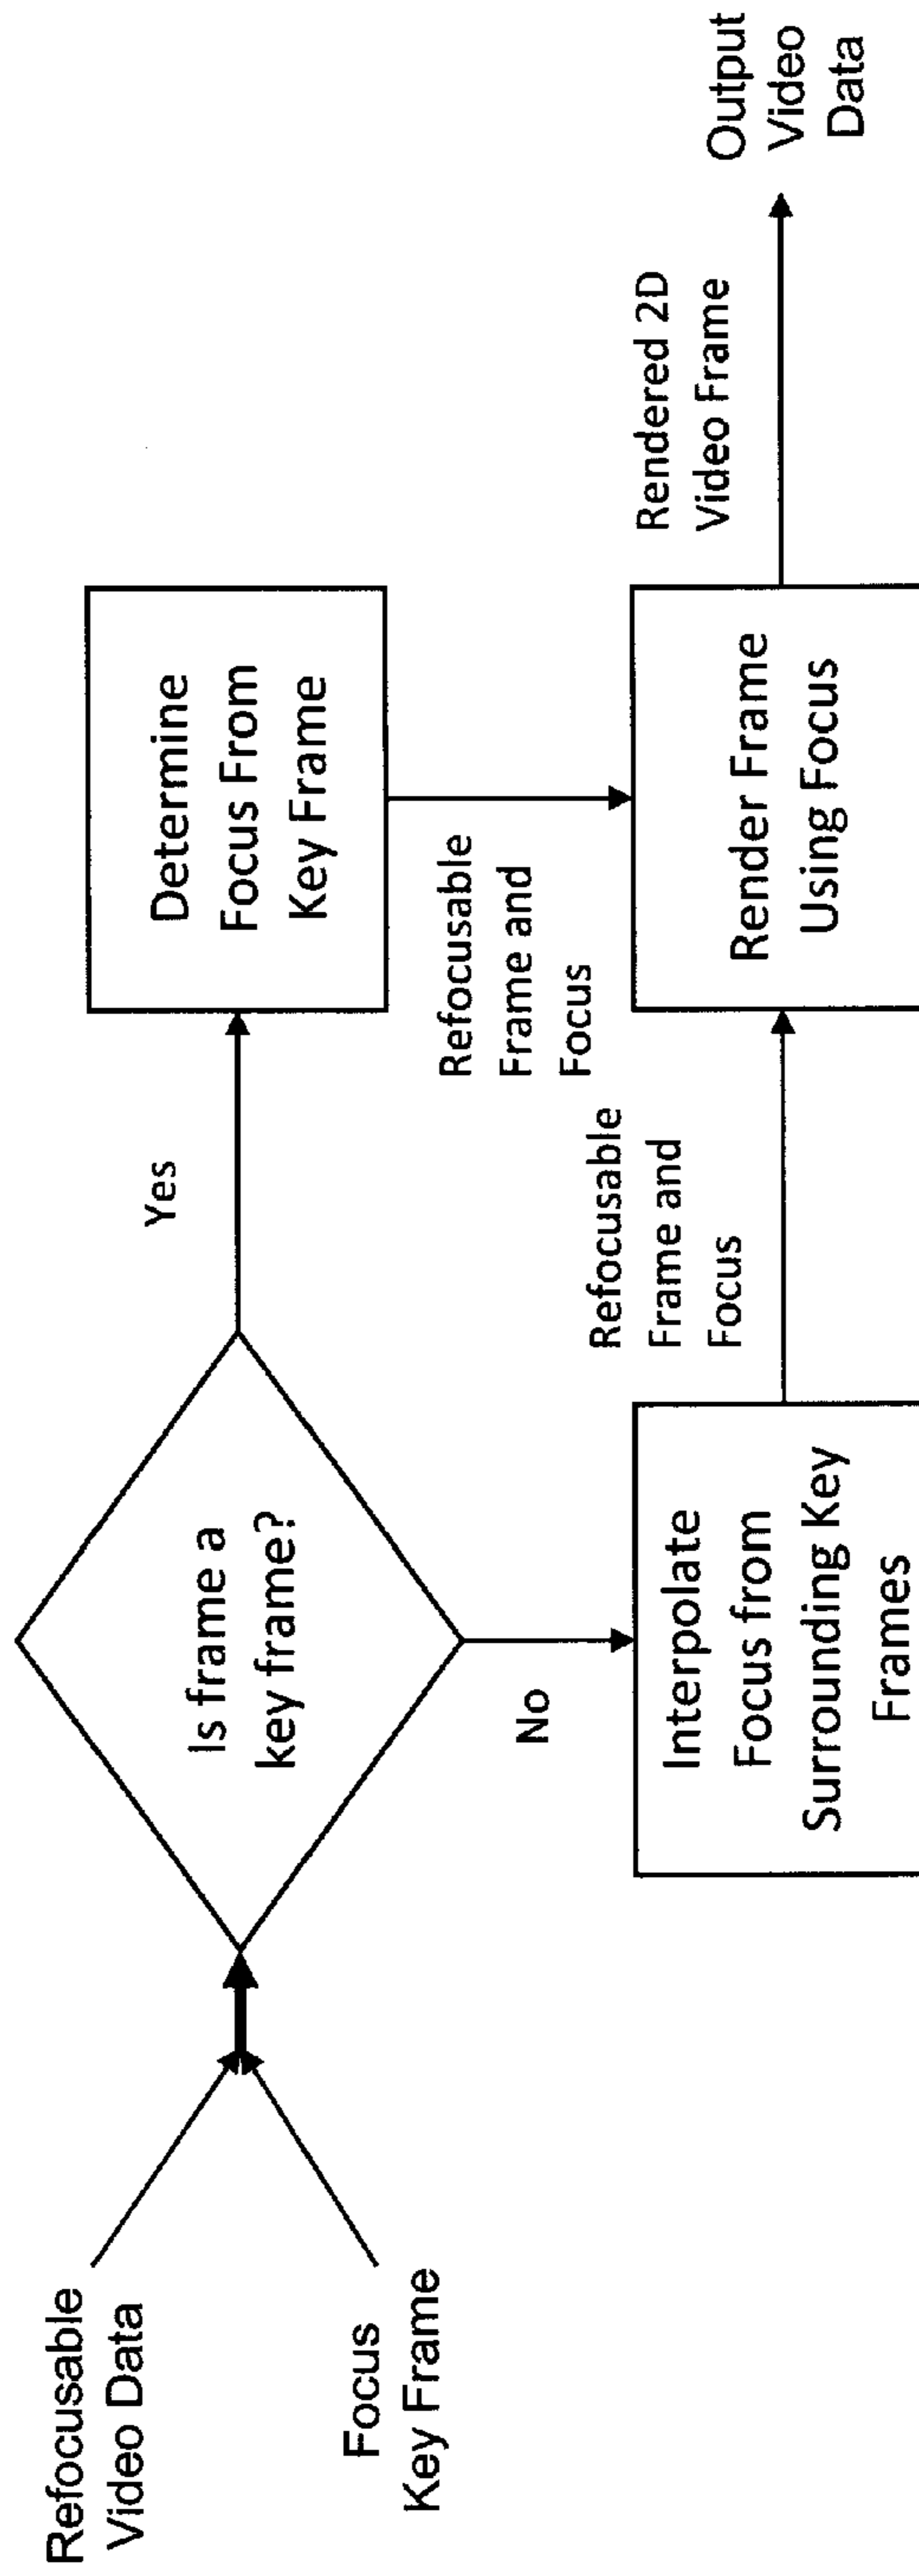 Refocusable
Video Data
Focus
Key Frame
Is frame a
key frame?
Yes
No
Determine
Focus From
Key Frame
Refocusable
Frame and
Focus
Interpolate
Focus from
Surrounding Key
Frames
Refocusable
Frame and
Focus
Render Frame
Using Focus
Rendered 2D
Video Frame
Output
Video
Data